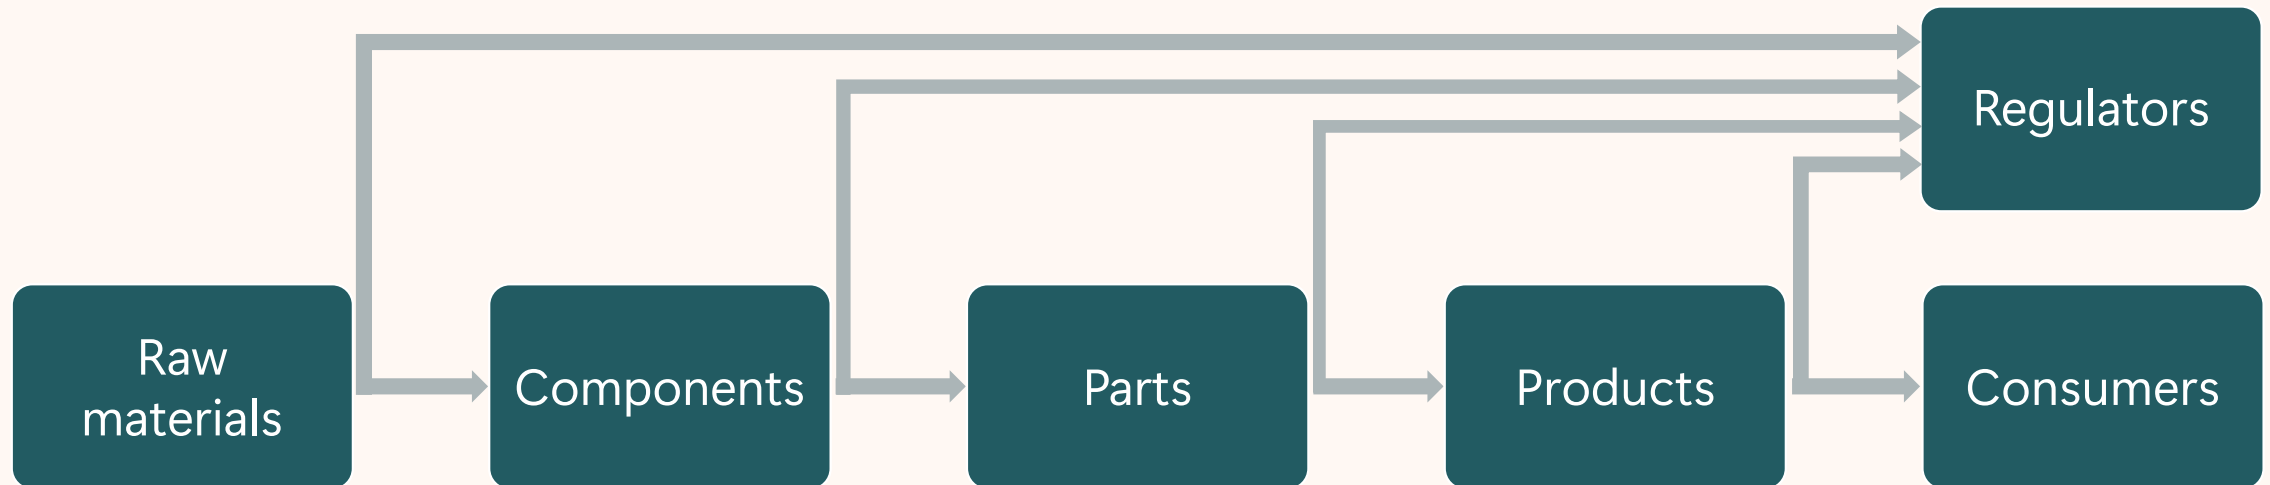 Regulators
Raw
materials
Components
Parts
Products
Consumers